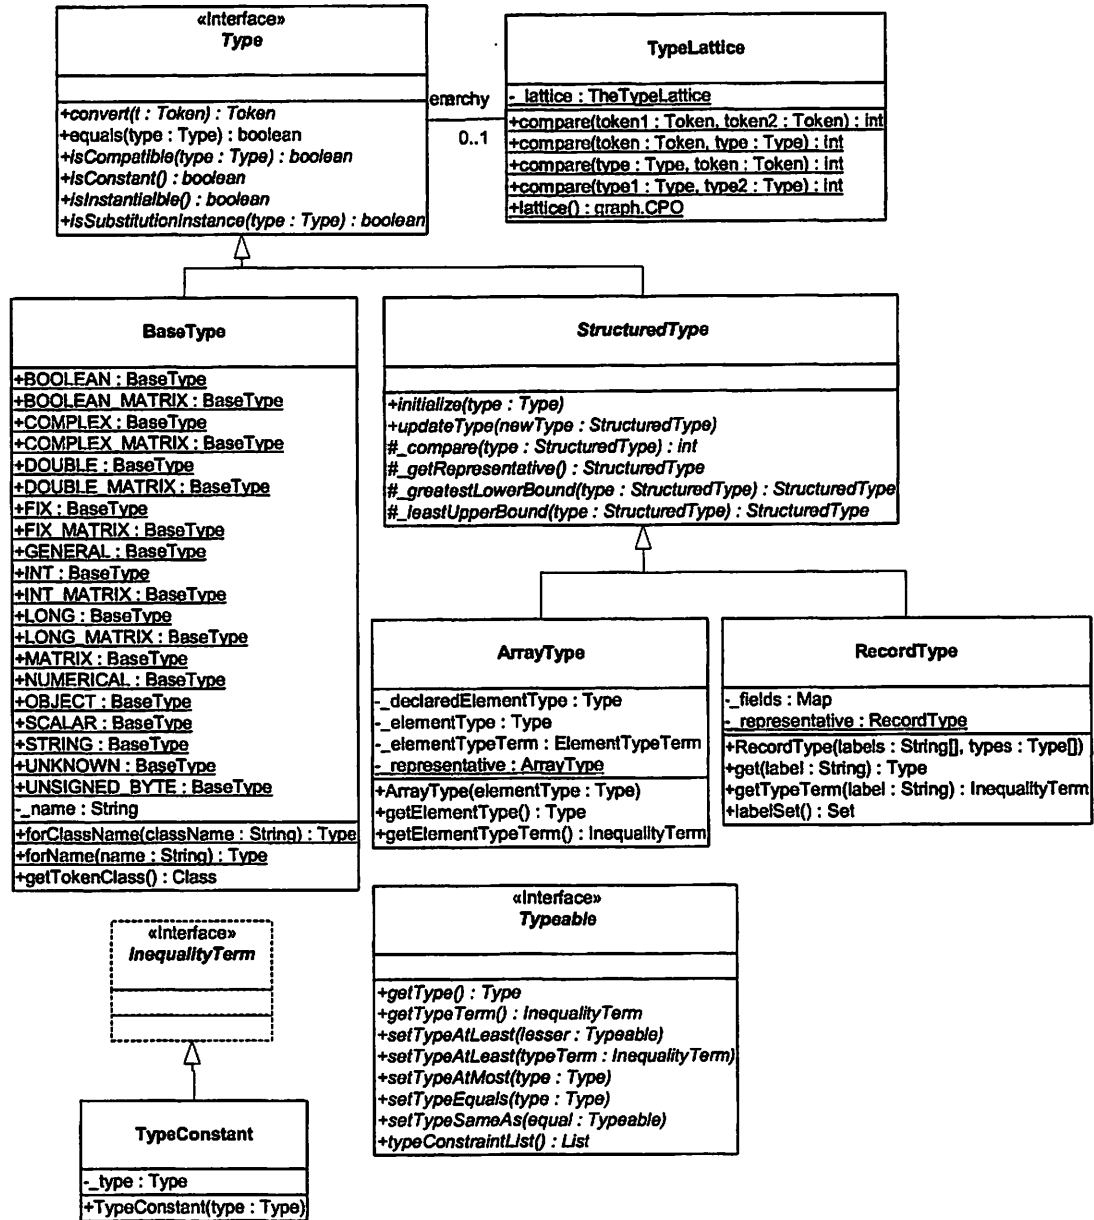 «Interface»
Type
+convert(t : Token) : Token
+equals(type : Type) : boolean
+isCompatible(type : Type) : boolean
+isConstant() : boolean
+isInstantialble() : boolean
+isSubstitutionInstance(type : Type) : boolean
erarchy
0..1
TypeLattice
-_lattice : TheTypeLattice
+compare(token1 : Token, token2 : Token) : int
+compare(token : Token, type : Type) : int
+compare(type : Type, token : Token) : int
+compare(type1 : Type, type2 : Type) : int
+lattice() : graph.CPO
BaseType
+BOOLEAN : BaseType
+BOOLEAN_MATRIX : BaseType
+COMPLEX : BaseType
+COMPLEX_MATRIX : BaseType
+DOUBLE : BaseType
+DOUBLE_MATRIX : BaseType
+FIX : BaseType
+FIX_MATRIX : BaseType
+GENERAL : BaseType
+INT : BaseType
+INT_MATRIX : BaseType
+LONG : BaseType
+LONG_MATRIX : BaseType
+MATRIX : BaseType
+NUMERICAL : BaseType
+OBJECT : BaseType
+SCALAR : BaseType
+STRING : BaseType
+UNKNOWN : BaseType
+UNSIGNED_BYTE : BaseType
-_name : String
+forClassName(className : String) : Type
+forName(name : String) : Type
+getTokenClass() : Class
StructuredType
+initialize(type : Type)
+updateType(newType : StructuredType)
#_compare(type : StructuredType) : int
#_getRepresentative() : StructuredType
#_greatestLowerBound(type : StructuredType) : StructuredType
#_leastUpperBound(type : StructuredType) : StructuredType
ArrayType
-_declaredElementType : Type
-_elementType : Type
-_elementTypeTerm : ElementTypeTerm
-_representative : ArrayType
+ArrayType(elementType : Type)
+getElementType() : Type
+getElementTypeTerm() : InequalityTerm
RecordType
-_fields : Map
-_representative : RecordType
+RecordType(labels : String[], types : Type[])
+get(label : String) : Type
+getTypeTerm(label : String) : InequalityTerm
+labelSet() : Set
«Interface»
InequalityTerm
TypeConstant
-_type : Type
+TypeConstant(type : Type)
«Interface»
Typeable
+getType() : Type
+getTypeTerm() : InequalityTerm
+setTypeAtLeast(lesser : Typeable)
+setTypeAtLeast(typeTerm : InequalityTerm)
+setTypeAtMost(type : Type)
+setTypeEquals(type : Type)
+setTypeSameAs(equal : Typeable)
+typeConstraintList() : List